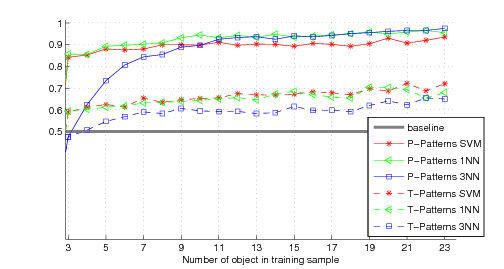 1
0.9
0.8
0.7
0.6
0.5
baseline
P-Patterns SVM
P-Patterns 1NN
P-Patterns 3NN
T-Patterns SVM
T-Patterns 1NN
T-Patterns 3NN
3 5 7 9 11 13 15 17 19 21 23
Number of object in training sample